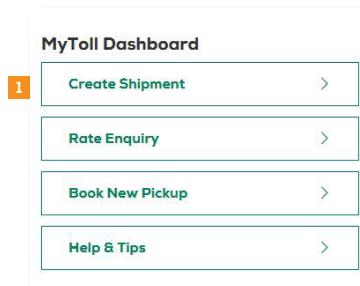 MyToll Dashboard
1
Create Shipment
Rate Enquiry
Book New Pickup
Help & Tips